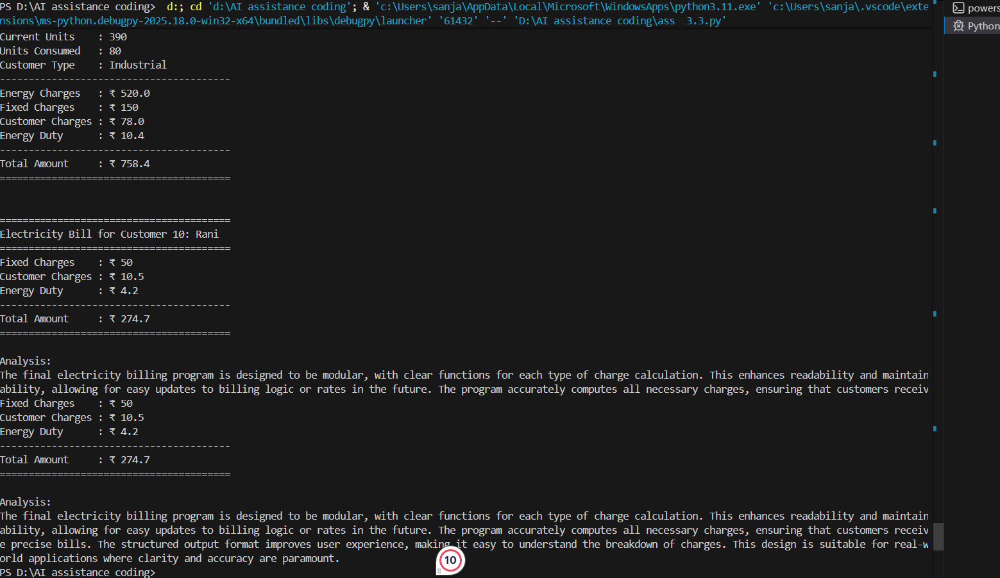 PS D:\AI assistance coding>  d:; cd 'd:\AI assistance coding'; & 'c:\Users\sanja\AppData\Local\Microsoft\WindowsApps\python3.11.exe' 'c:\Users\sanja\.vscode\exte
nsions\ms-python.debugpy-2025.18.0-win32-x64\bundled\libs\debugpy\launcher' '61432' '--' 'D:\AI assistance coding\ass  3.3.py'
Current Units    : 390
Units Consumed   : 80
Customer Type    : Industrial
----------------------------------------
Energy Charges   : ₹ 520.0
Fixed Charges    : ₹ 150
Customer Charges : ₹ 78.0
Energy Duty      : ₹ 10.4
----------------------------------------
Total Amount     : ₹ 758.4
========================================
========================================
Electricity Bill for Customer 10: Rani
========================================
Fixed Charges    : ₹ 50
Customer Charges : ₹ 10.5
Energy Duty      : ₹ 4.2
----------------------------------------
Total Amount     : ₹ 274.7
========================================
Analysis:
The final electricity billing program is designed to be modular, with clear functions for each type of charge calculation. This enhances readability and maintain
ability, allowing for easy updates to billing logic or rates in the future. The program accurately computes all necessary charges, ensuring that customers receiv
Fixed Charges    : ₹ 50
Customer Charges : ₹ 10.5
Energy Duty      : ₹ 4.2
----------------------------------------
Total Amount     : ₹ 274.7
========================================
Analysis:
The final electricity billing program is designed to be modular, with clear functions for each type of charge calculation. This enhances readability and maintain
ability, allowing for easy updates to billing logic or rates in the future. The program accurately computes all necessary charges, ensuring that customers receiv
e precise bills. The structured output format improves user experience, making it easy to understand the breakdown of charges. This design is suitable for real-w
orld applications where clarity and accuracy are paramount.
PS D:\AI assistance coding>
10
powers
Python